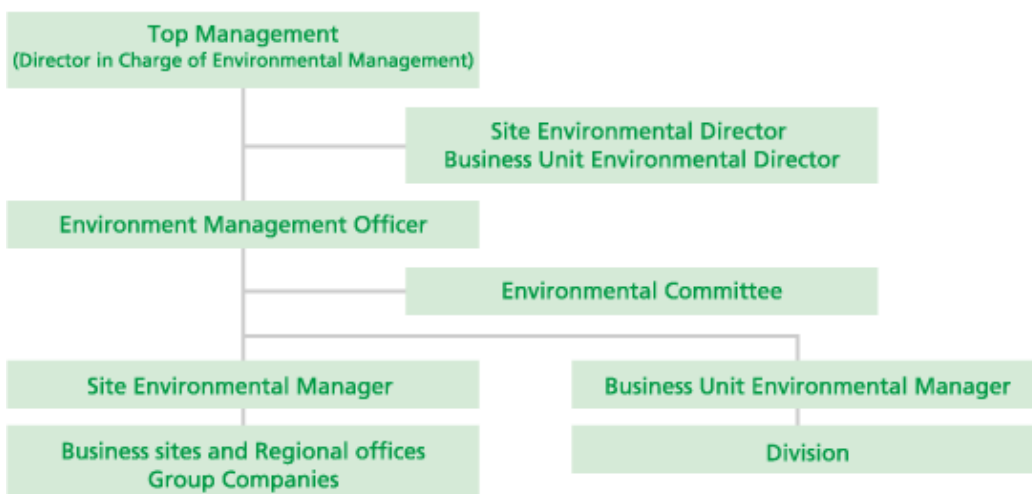 Top Management
(Director in Charge of Environmental Management)
Site Environmental Director
Business Unit Environmental Director
Environment Management Officer
Environmental Committee
Site Environmental Manager
Business Unit Environmental Manager
Business sites and Regional offices
Group Companies
Division